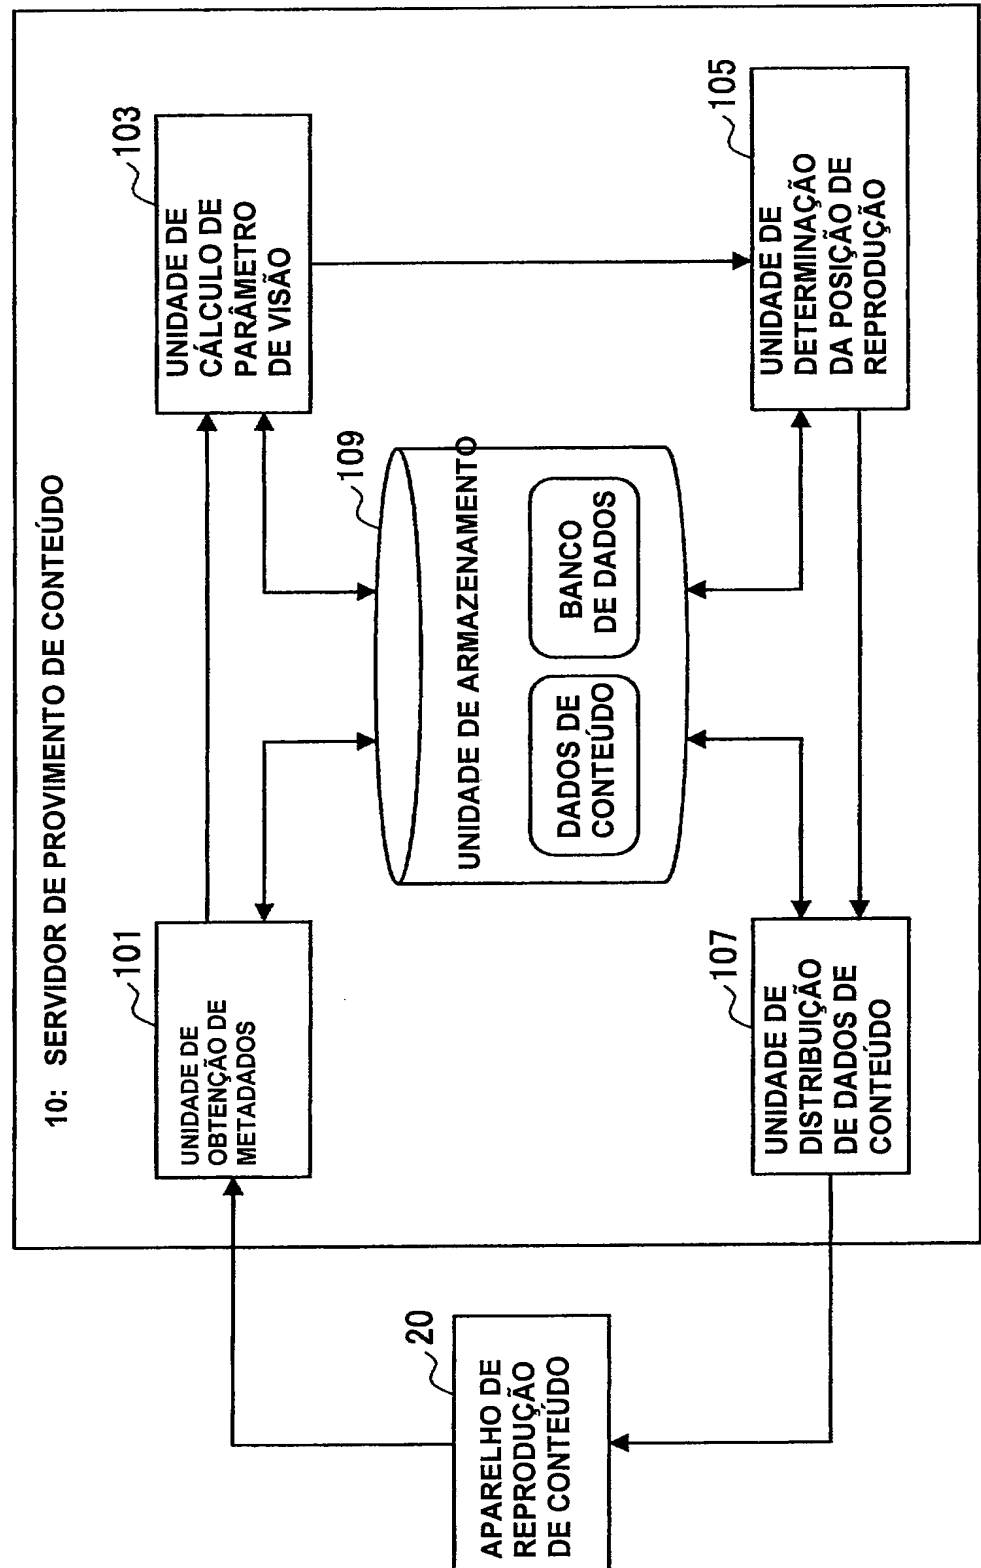 10: SERVIDOR DE PROVIMENTO DE CONTEÚDO
20
APARELHO DE
REPRODUÇÃO
DE CONTEÚDO
101
UNIDADE DE
OBTENÇÃO DE
METADADOS
103
UNIDADE DE
CÁLCULO DE
PARÂMETRO
DE VISÃO
109
UNIDADE DE ARMAZENAMENTO
DADOS DE
CONTEÚDO
BANCO
DE DADOS
107
UNIDADE DE
DISTRIBUIÇÃO
DE DADOS DE
CONTEÚDO
105
UNIDADE DE
DETERMINAÇÃO
DA POSIÇÃO DE
REPRODUÇÃO